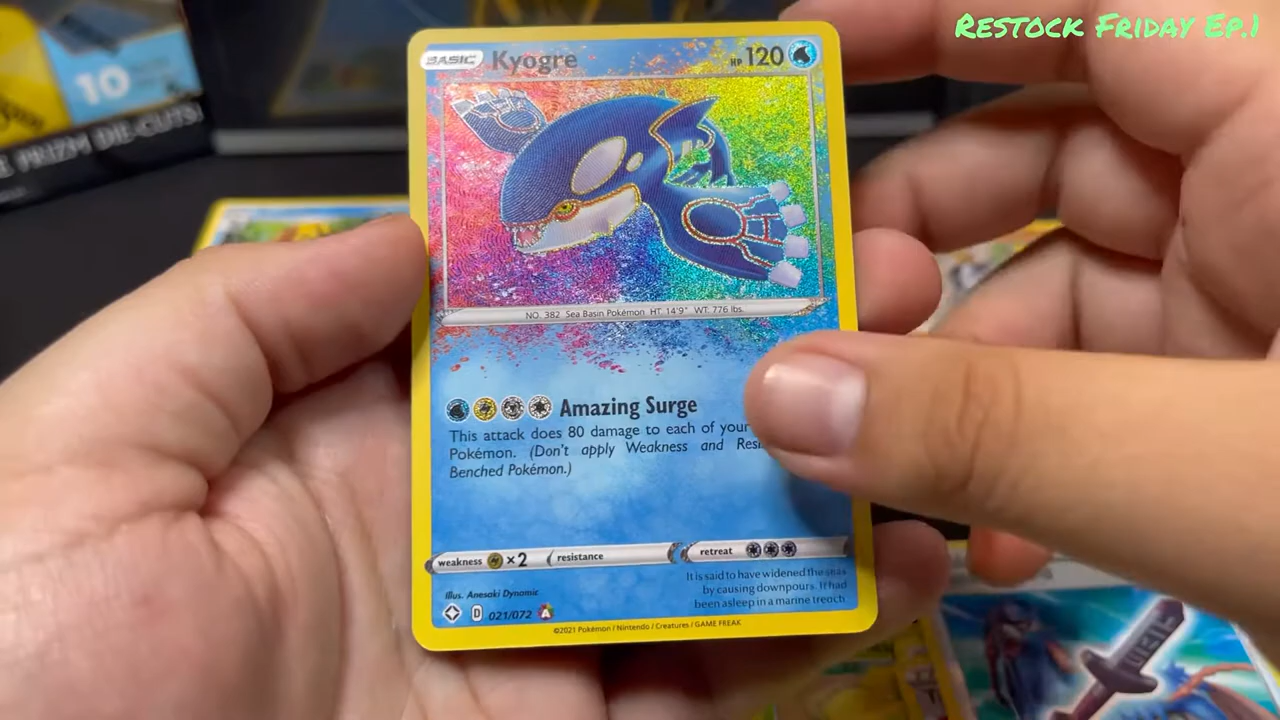 Restock Friday Ep.1
10
PRIZM DIE-CUTS!
BASIC Kyogre HP 120
NO. 382 Sea Basin Pokémon HT: 14'9" WT: 776 lbs.
Amazing Surge
This attack does 80 damage to each of your
Pokémon. (Don't apply Weakness and
Benched Pokémon.)
weakness ×2 resistance retreat
It is said to have widened the seas
by causing downpours. It had
been asleep in a marine trench.
Illus. Anesaki Dynamic
D 021/072 A
©2021 Pokémon / Nintendo / Creatures / GAME FREAK